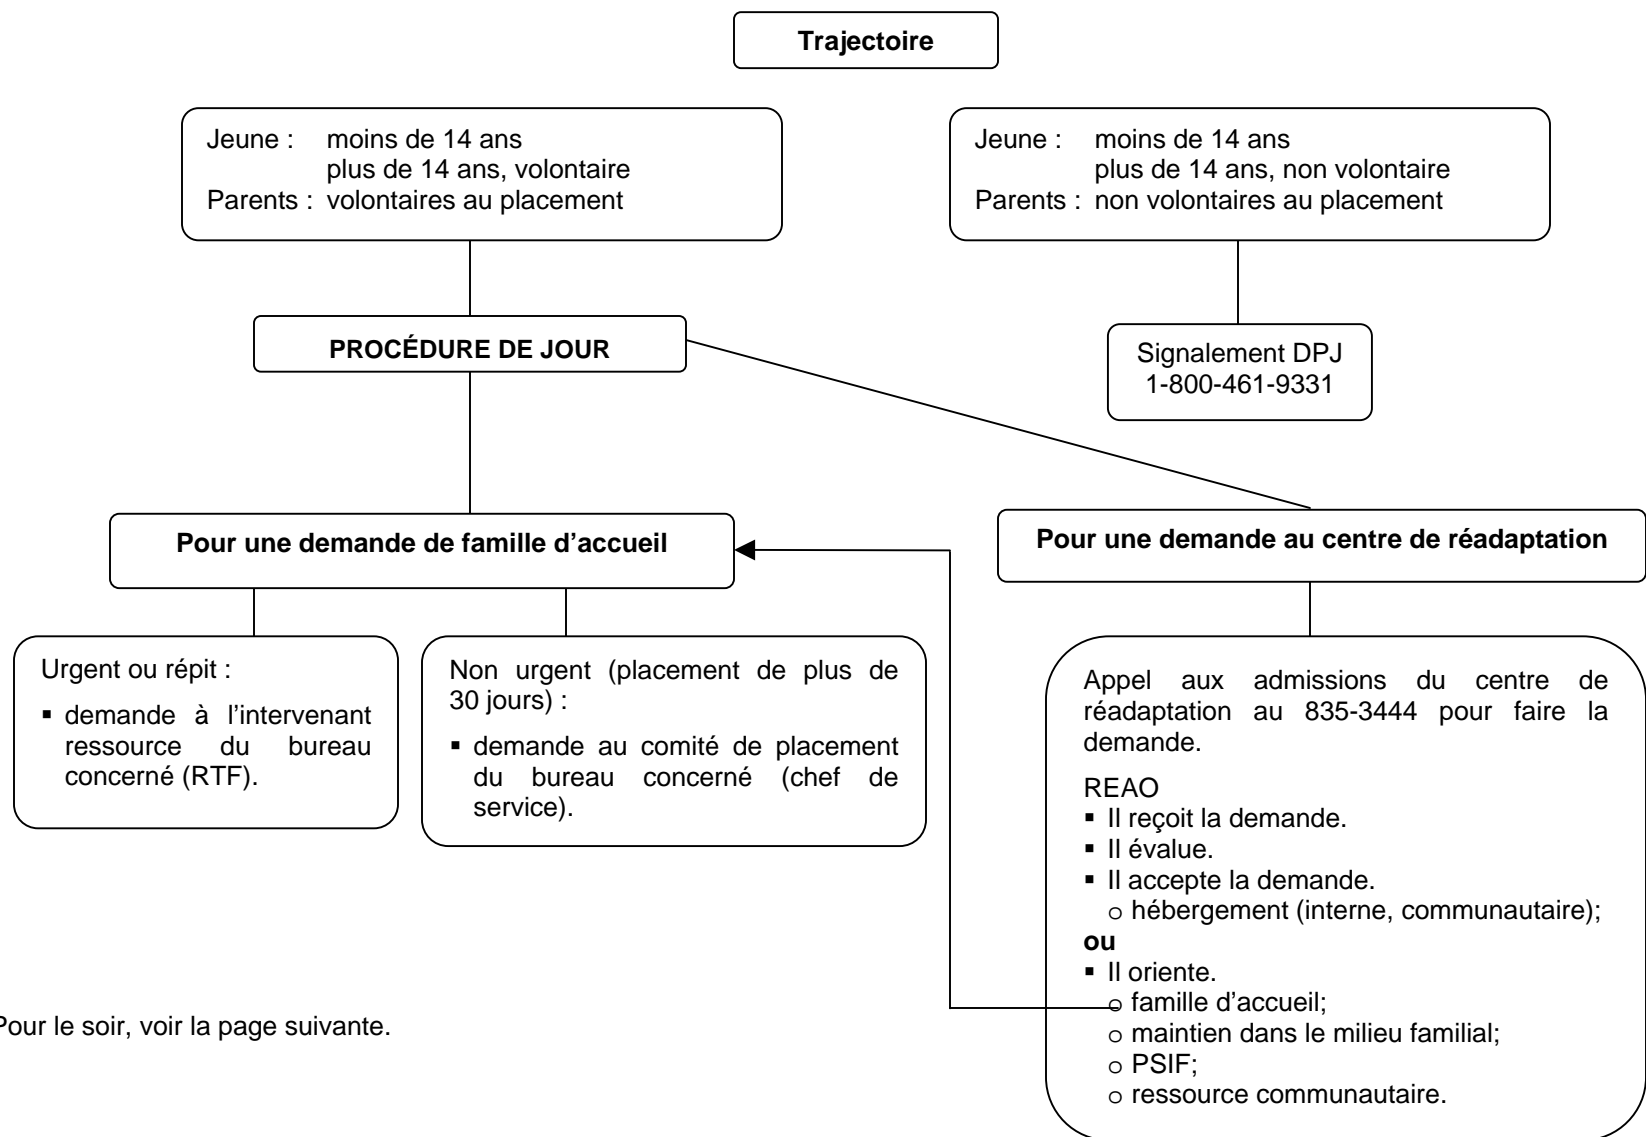 Trajectoire
Jeune : moins de 14 ans
plus de 14 ans, volontaire
Parents : volontaires au placement
Jeune : moins de 14 ans
plus de 14 ans, non volontaire
Parents : non volontaires au placement
PROCÉDURE DE JOUR
Signalement DPJ
1-800-461-9331
Pour une demande de famille d’accueil
Pour une demande au centre de réadaptation
Urgent ou répit :
▪ demande à l’intervenant
ressource du bureau
concerné (RTF).
Non urgent (placement de plus de
30 jours) :
▪ demande au comité de placement
du bureau concerné (chef de
service).
Appel aux admissions du centre de
réadaptation au 835-3444 pour faire la
demande.
REAO
▪ Il reçoit la demande.
▪ Il évalue.
▪ Il accepte la demande.
o hébergement (interne, communautaire);
ou
▪ Il oriente.
o famille d’accueil;
o maintien dans le milieu familial;
o PSIF;
o ressource communautaire.
Pour le soir, voir la page suivante.